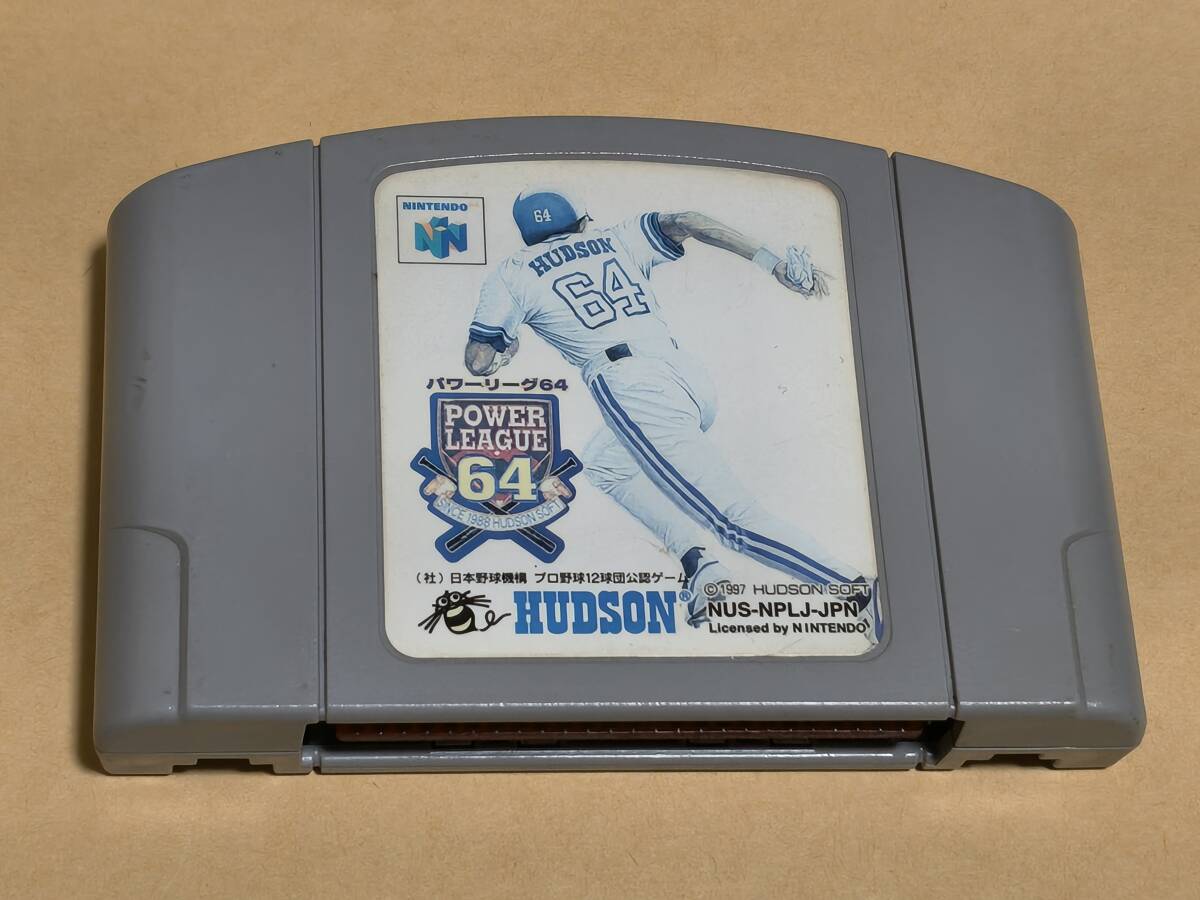 NINTENDO
64
HUDSON
64
パワーリーグ64
POWER
LEAGUE
64
SINCE 1988 HUDSON SOFT
(社)日本野球機構 プロ野球12球団公認ゲーム
HUDSON®
©1997 HUDSON SOFT
NUS-NPLJ-JPN
Licensed by NINTENDO